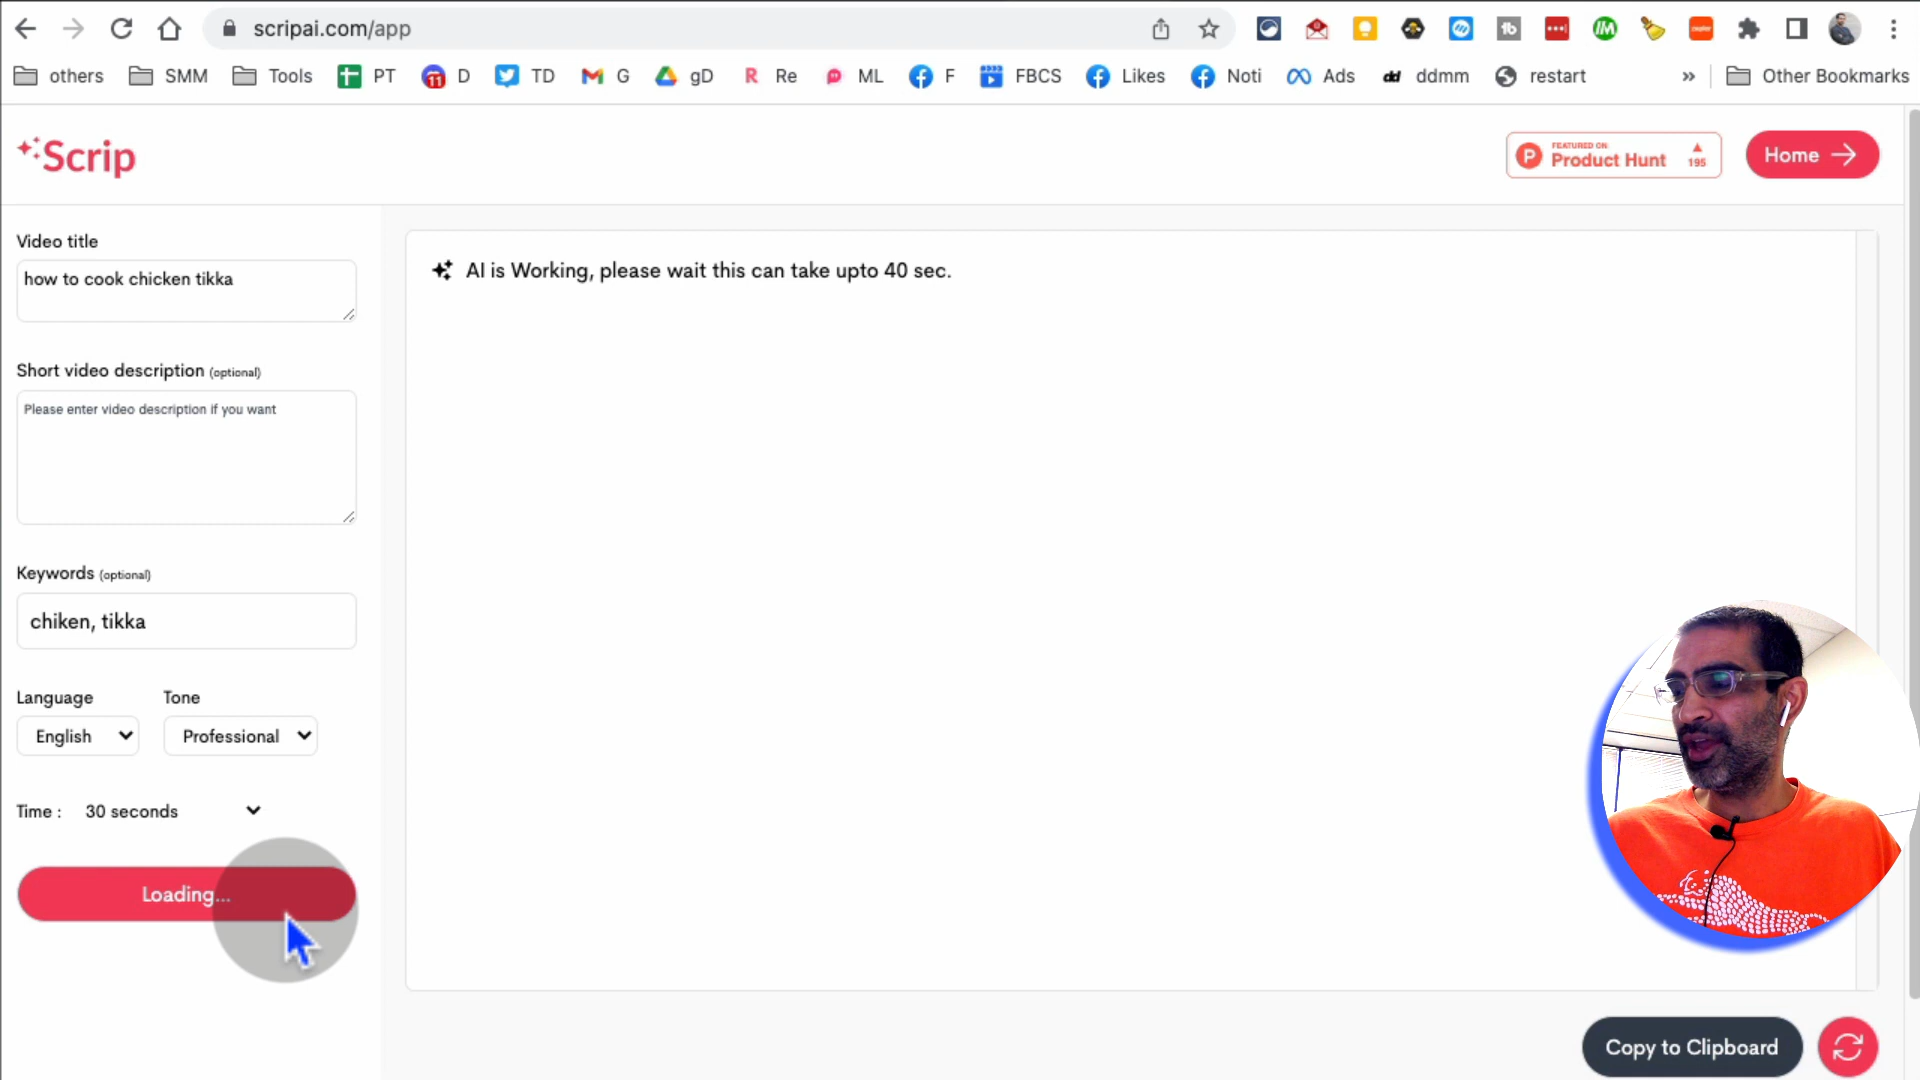 scripai.com/app
others SMM Tools PT D TD G gD Re ML F FBCS Likes Noti Ads ddmm restart » Other Bookmarks
Scrip
FEATURED ON
Product Hunt 195
Home
Video title
how to cook chicken tikka
AI is Working, please wait this can take upto 40 sec.
Short video description (optional)
Please enter video description if you want
Keywords (optional)
chiken, tikka
Language Tone
English Professional
Time : 30 seconds
Loading...
Copy to Clipboard